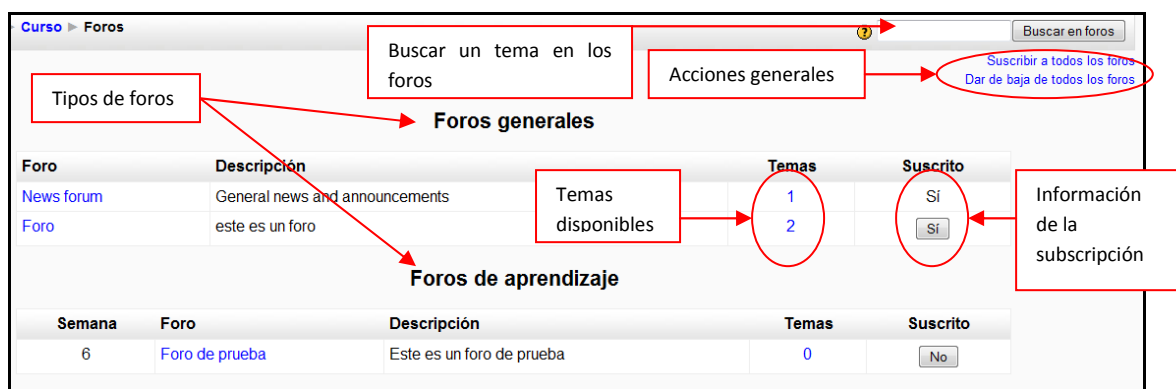 Curso ► Foros
Buscar en foros
Buscar un tema en los
foros
Suscribir a todos los foros
Dar de baja de todos los foros
Acciones generales
Tipos de foros
Foros generales
Foro Descripción Temas Suscrito
News forum General news and announcements 1 Sí
Foro este es un foro 2 Sí
Temas
disponibles
Información
de la
subscripción
Foros de aprendizaje
Semana Foro Descripción Temas Suscrito
6 Foro de prueba Este es un foro de prueba 0 No